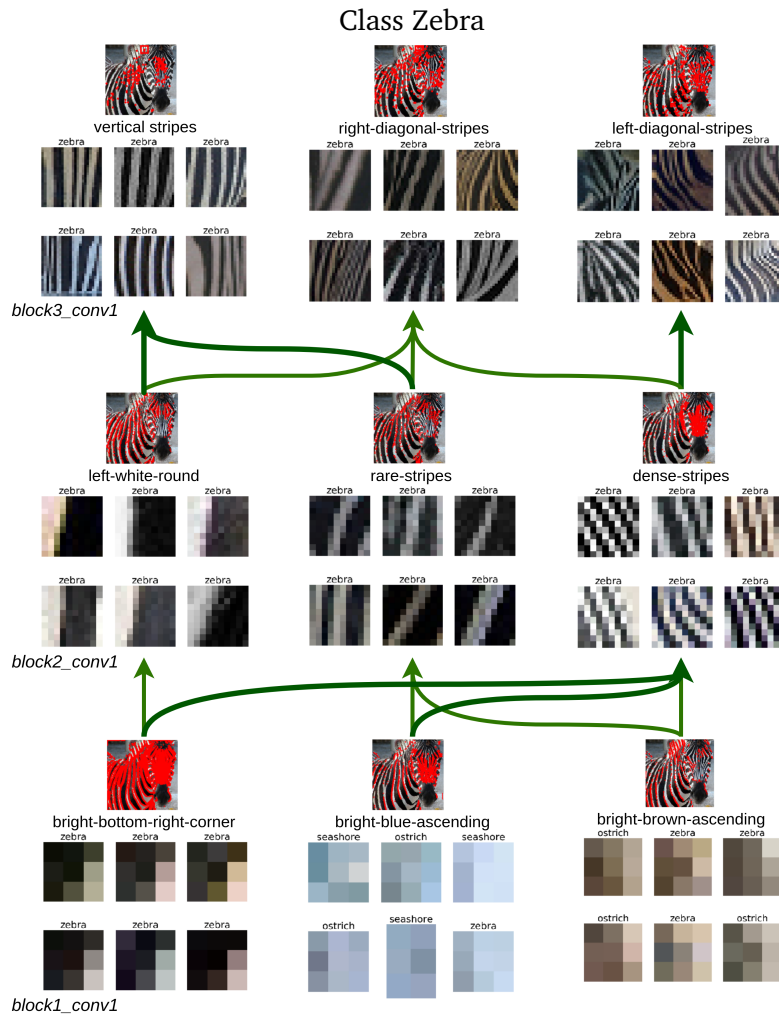 Class Zebra
vertical stripes
right-diagonal-stripes
left-diagonal-stripes
zebra zebra zebra
zebra zebra zebra
zebra zebra zebra
zebra zebra zebra
zebra zebra zebra
zebra zebra zebra
block3_conv1
left-white-round
rare-stripes
dense-stripes
zebra zebra zebra
zebra zebra zebra
zebra zebra zebra
zebra zebra zebra
zebra zebra zebra
zebra zebra zebra
block2_conv1
bright-bottom-right-corner
bright-blue-ascending
bright-brown-ascending
zebra zebra zebra
seashore ostrich seashore
ostrich zebra zebra
zebra zebra zebra
ostrich seashore zebra
ostrich zebra ostrich
block1_conv1